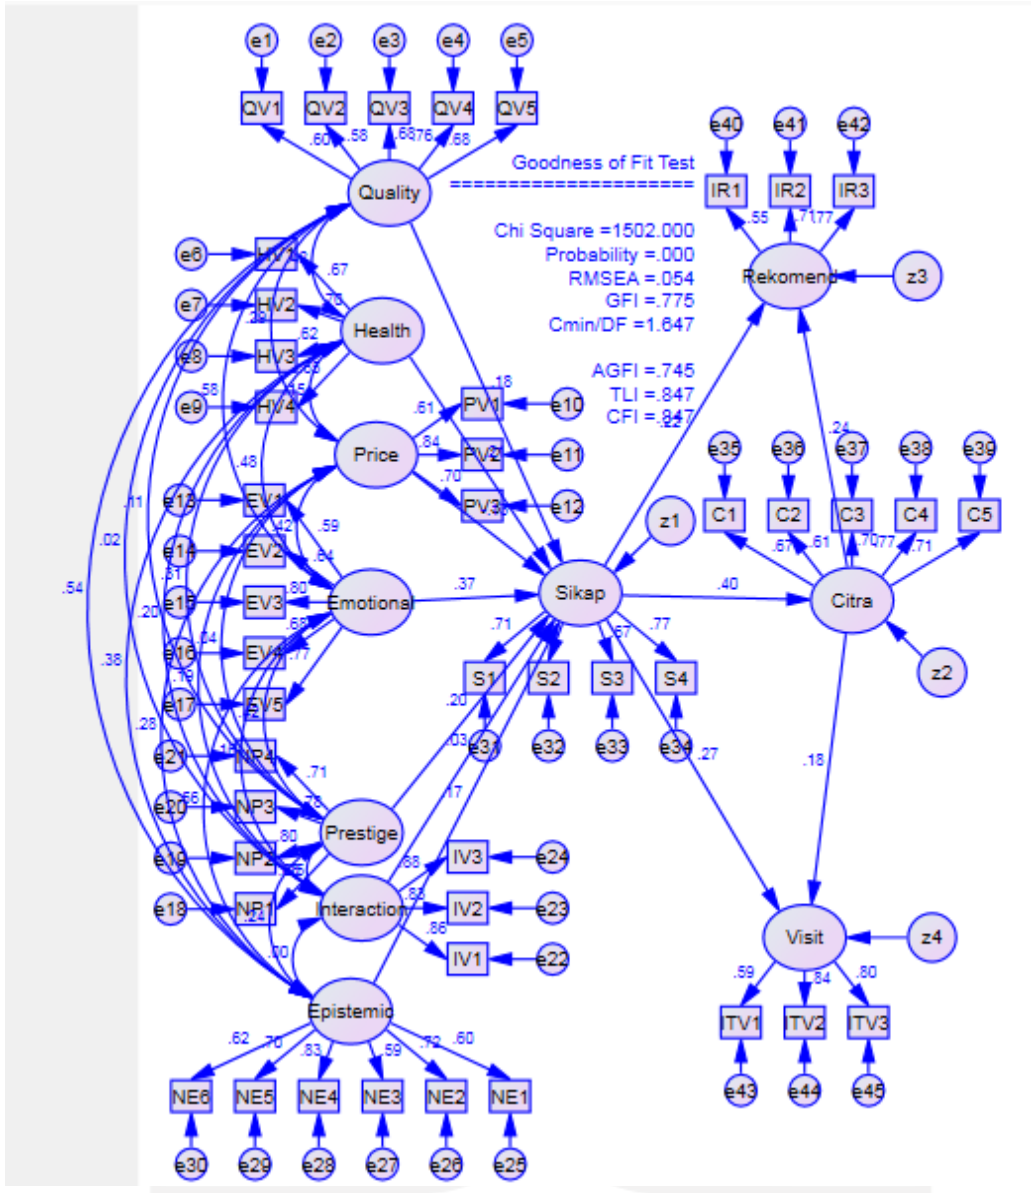 e1 e2 e3 e4 e5
QV1 QV2 QV3 QV4 QV5
.60 .58 .68 .76 .68
Quality
Goodness of Fit Test
=====================
Chi Square =1502.000
Probability =.000
RMSEA =.054
GFI =.775
Cmin/DF =1.647
AGFI =.745
TLI =.847
CFI =.847
e40 e41 e42
IR1 IR2 IR3
.55 .71 .77
Rekomend
z3
e6 HV1
e7 HV2
e8 HV3
e9 HV4
.67
.62
Health
.58
.48
.18
Price
.61 PV1 e10
.84 PV2 e11
.70 PV3 e12
.24
e35 e36 e37 e38 e39
C1 C2 C3 C4 C5
.67 .61 .70 .77 .71
Citra
z2
z1
Sikap
.40
.37
e13 EV1
e14 EV2
e15 EV3
e16 EV4
e17 EV5
.42
.59
.64
.80
.68
.77
Emotional
.11
.02
.54
.20
.38
.28
.19
.71 .67 .77
S1 S2 S3 S4
e31 e32 e33 e34
.20
.03
.27
.18
e21 NP4
e20 NP3
e19 NP2
e18 NP1
.71
.78
.80
Prestige
.24
Interaction
.86
IV3 e24
IV2 e23
IV1 e22
Visit
z4
.59 .84 .80
ITV1 ITV2 ITV3
e43 e44 e45
Epistemic
.62 .70 .83 .59 .72 .60
NE6 NE5 NE4 NE3 NE2 NE1
e30 e29 e28 e27 e26 e25